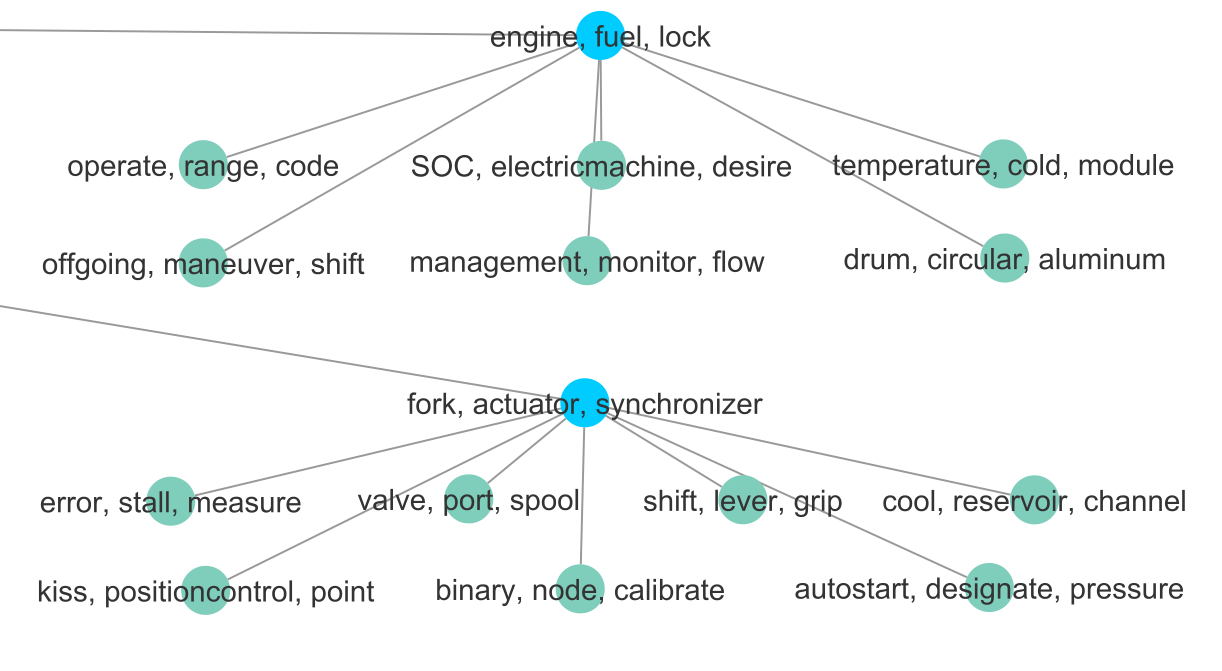 engine, fuel, lock
operate, range, code
SOC, electricmachine, desire
temperature, cold, module
offgoing, maneuver, shift
management, monitor, flow
drum, circular, aluminum
fork, actuator, synchronizer
error, stall, measure
valve, port, spool
shift, lever, grip
cool, reservoir, channel
kiss, positioncontrol, point
binary, node, calibrate
autostart, designate, pressure